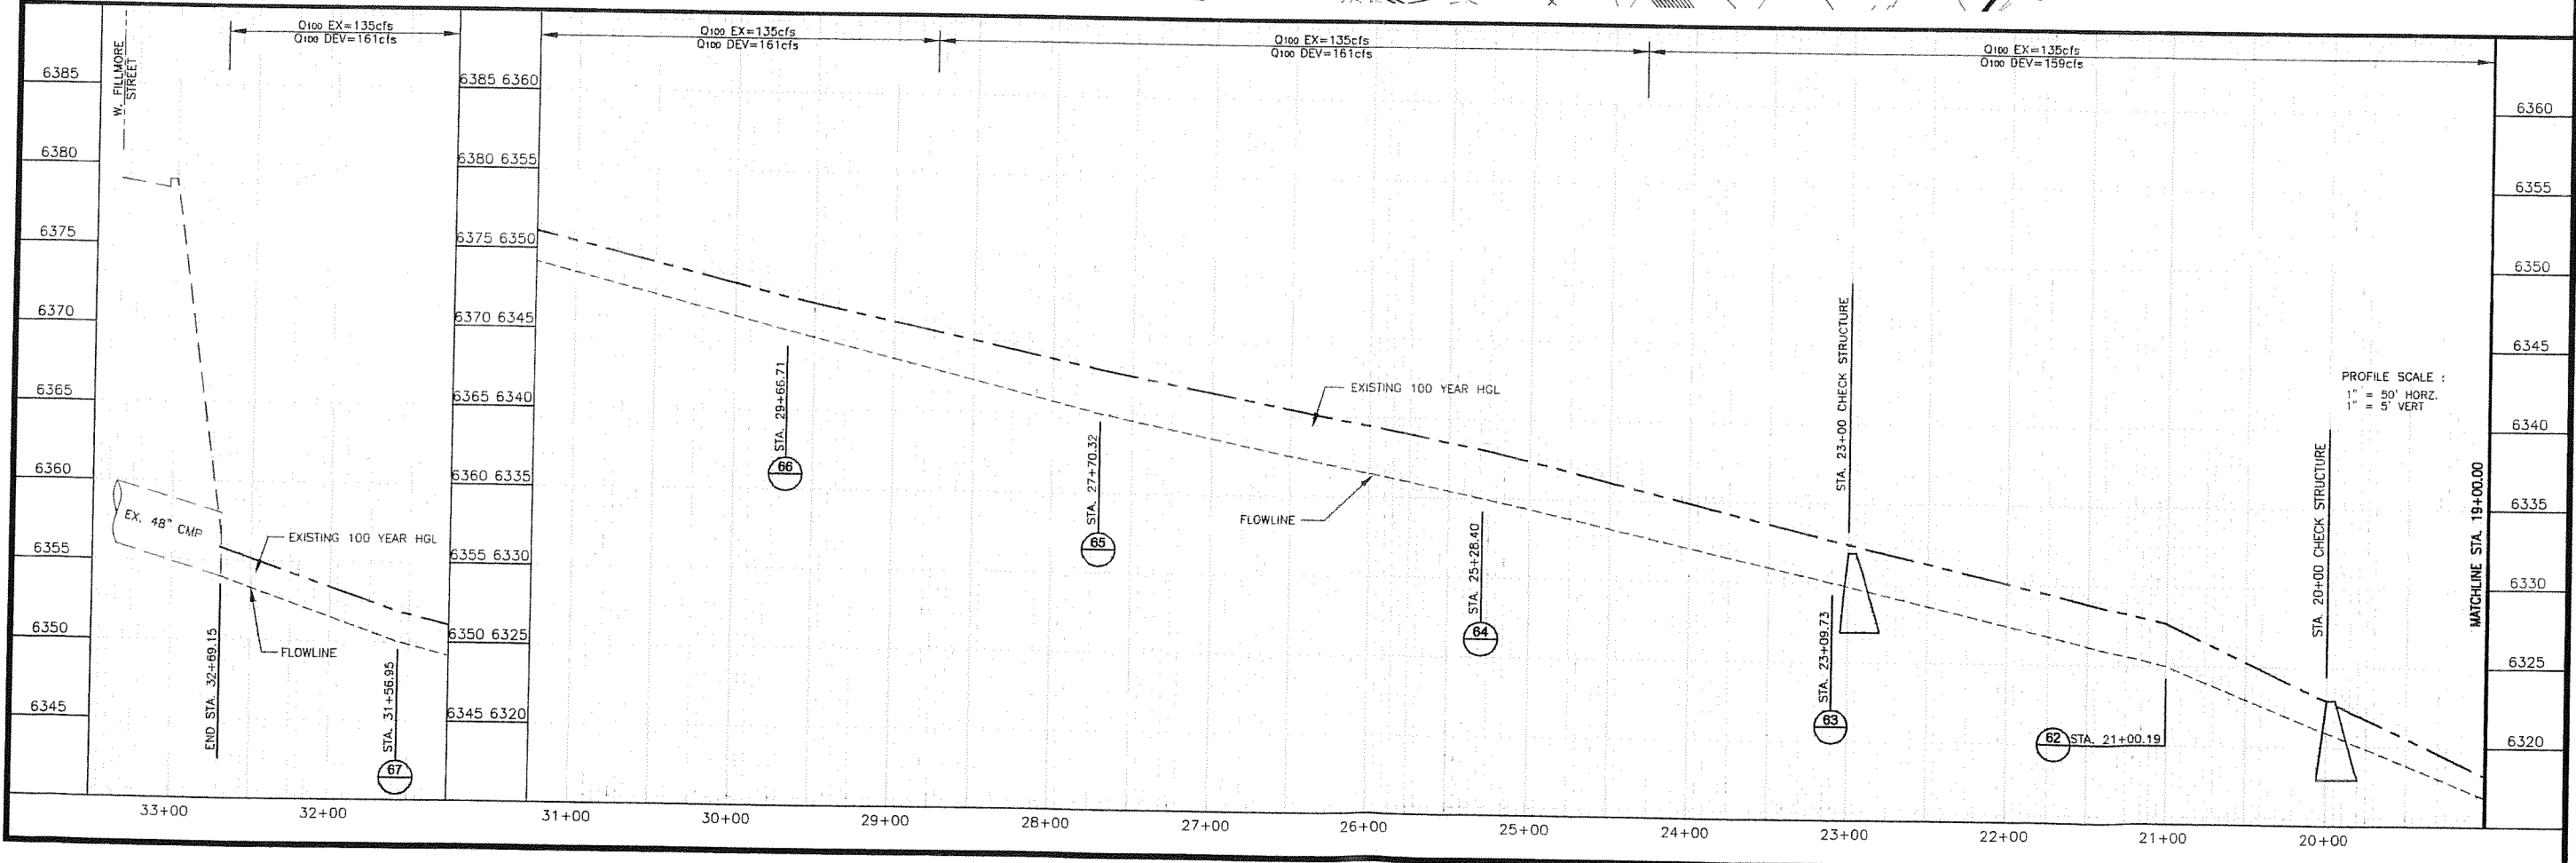 Q100 EX=135cfs
Q100 DEV=161cfs
Q100 EX=135cfs
Q100 DEV=161cfs
Q100 EX=135cfs
Q100 DEV=161cfs
Q100 EX=135cfs
Q100 DEV=159cfs
W. FILLMORE
STREET
6385
6380
6375
6370
6365
6360
6355
6350
6345
6385 6360
6380 6355
6375 6350
6370 6345
6365 6340
6360 6335
6355 6330
6350 6325
6345 6320
EX. 48" CMP
EXISTING 100 YEAR HGL
FLOWLINE
END STA. 32+69.15
STA. 31+56.95
67
STA. 29+66.71
66
STA. 27+70.32
65
EXISTING 100 YEAR HGL
FLOWLINE
STA. 25+28.40
64
STA. 23+00 CHECK STRUCTURE
STA. 23+09.73
63
62 STA. 21+00.19
STA. 20+00 CHECK STRUCTURE
PROFILE SCALE :
1" = 50' HORZ.
1" = 5' VERT
MATCHLINE STA. 19+00.00
6360
6355
6350
6345
6340
6335
6330
6325
6320
33+00
32+00
31+00
30+00
29+00
28+00
27+00
26+00
25+00
24+00
23+00
22+00
21+00
20+00